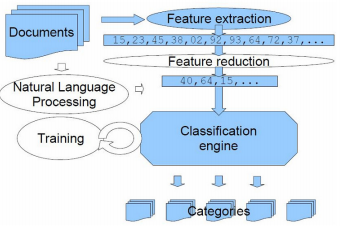 Documents
Feature extraction
15,23,45,38,02,92,93,64,72,37,...
Feature reduction
40,64,15,...
Natural Language
Processing
Training
Classification
engine
Categories